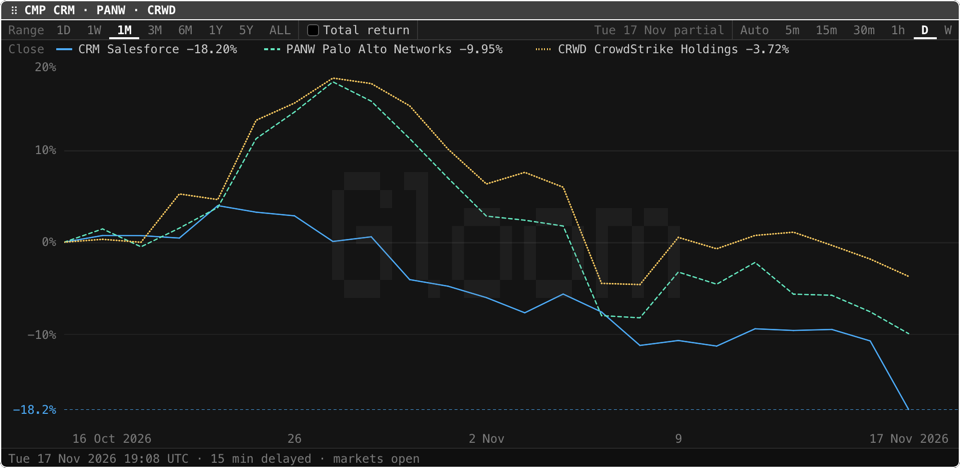 ⠿ CMP CRM · PANW · CRWD
Range 1D 1W 1M 3M 6M 1Y 5Y ALL Total return Tue 17 Nov partial Auto 5m 15m 30m 1h D W
Close CRM Salesforce −18.20% PANW Palo Alto Networks −9.95% CRWD CrowdStrike Holdings −3.72%
20%
10%
0%
−10%
−18.2%
Gloom
16 Oct 2026 26 2 Nov 9 17 Nov 2026
Tue 17 Nov 2026 19:08 UTC · 15 min delayed · markets open